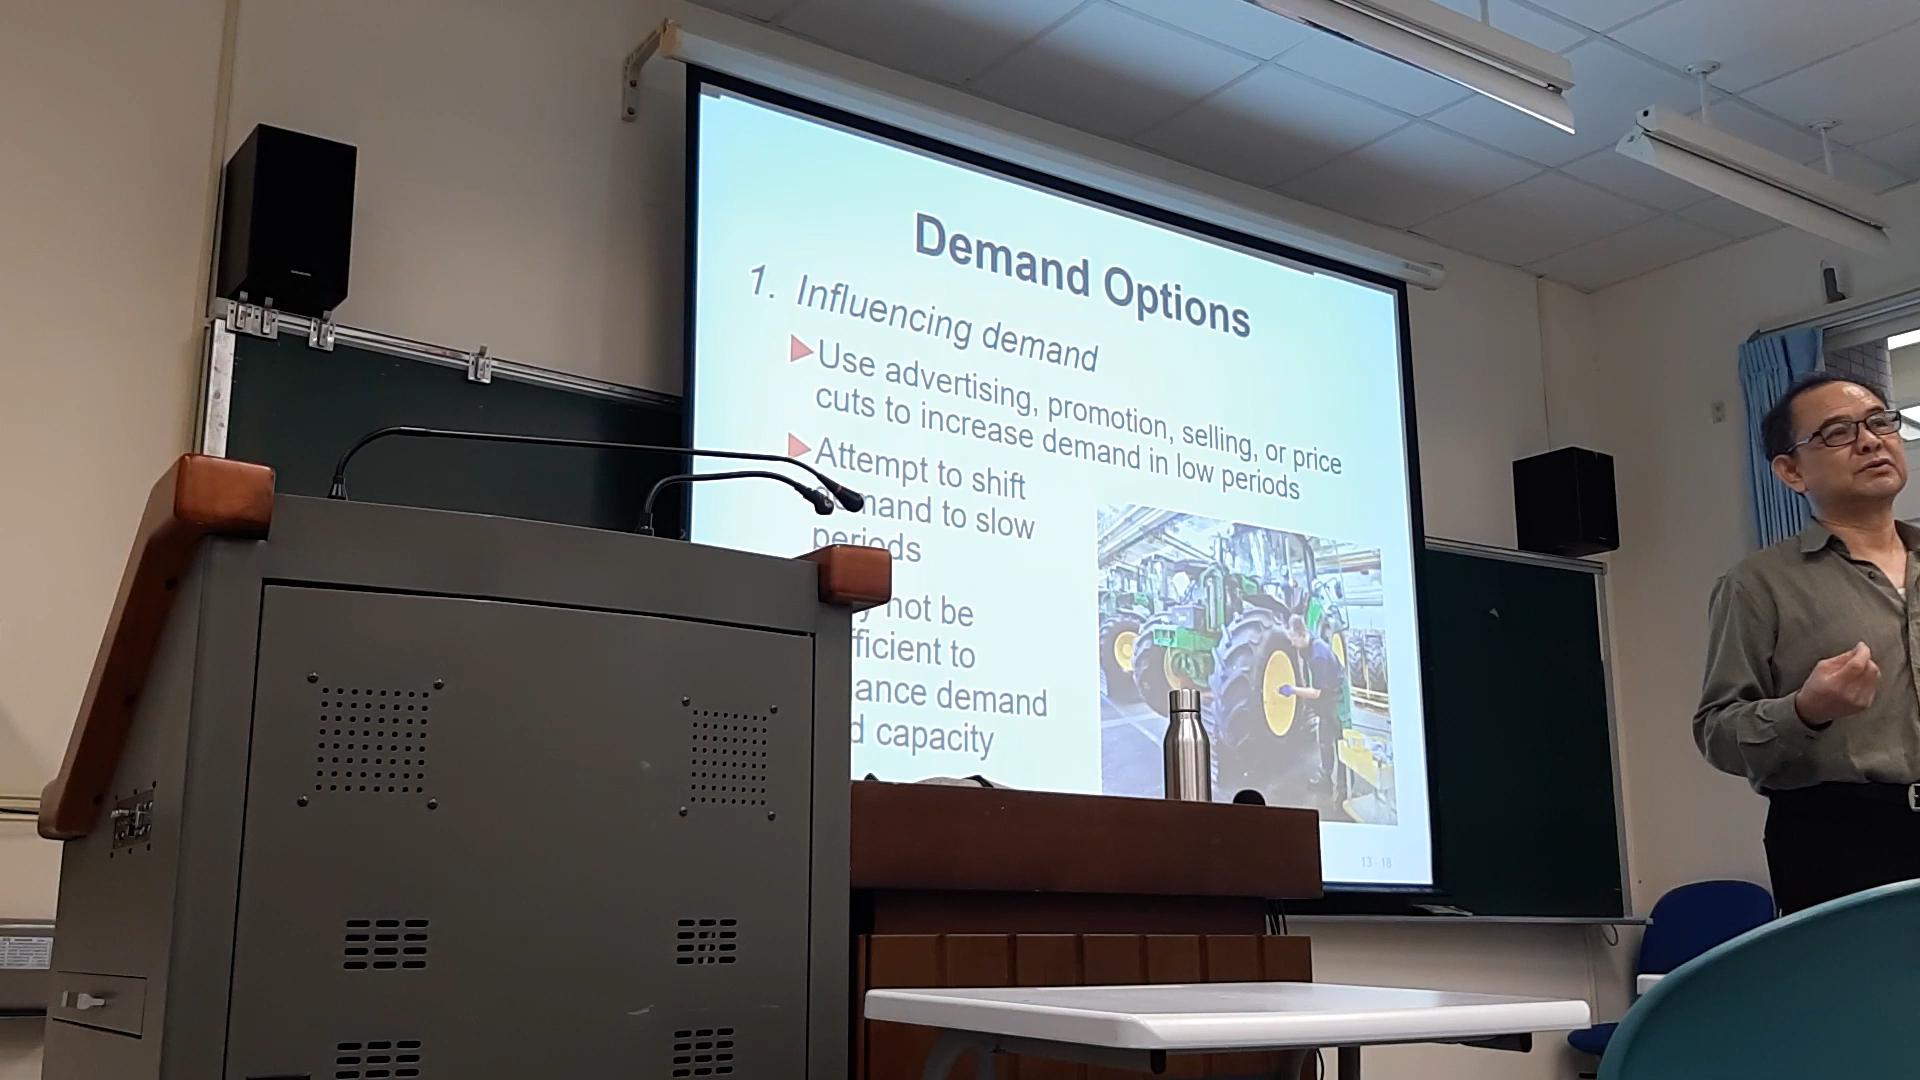 Demand Options
1. Influencing demand
Use advertising, promotion, selling, or price
cuts to increase demand in low periods
Attempt to shift
demand to slow
periods
not be
fficient to
ance demand
d capacity
13 - 18